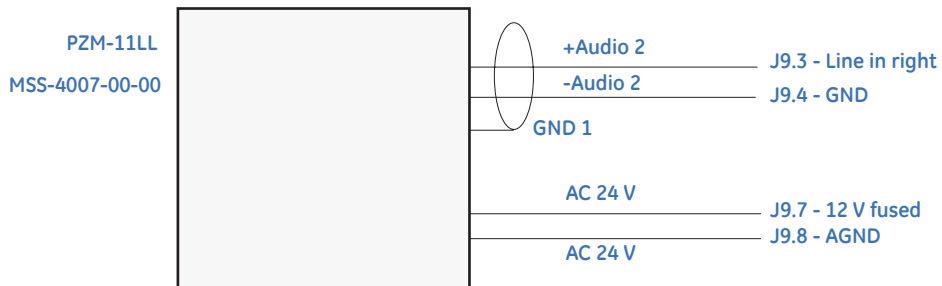 PZM-11LL
MSS-4007-00-00
+Audio 2
J9.3 - Line in right
-Audio 2
J9.4 - GND
GND 1
AC 24 V
J9.7 - 12 V fused
J9.8 - AGND
AC 24 V